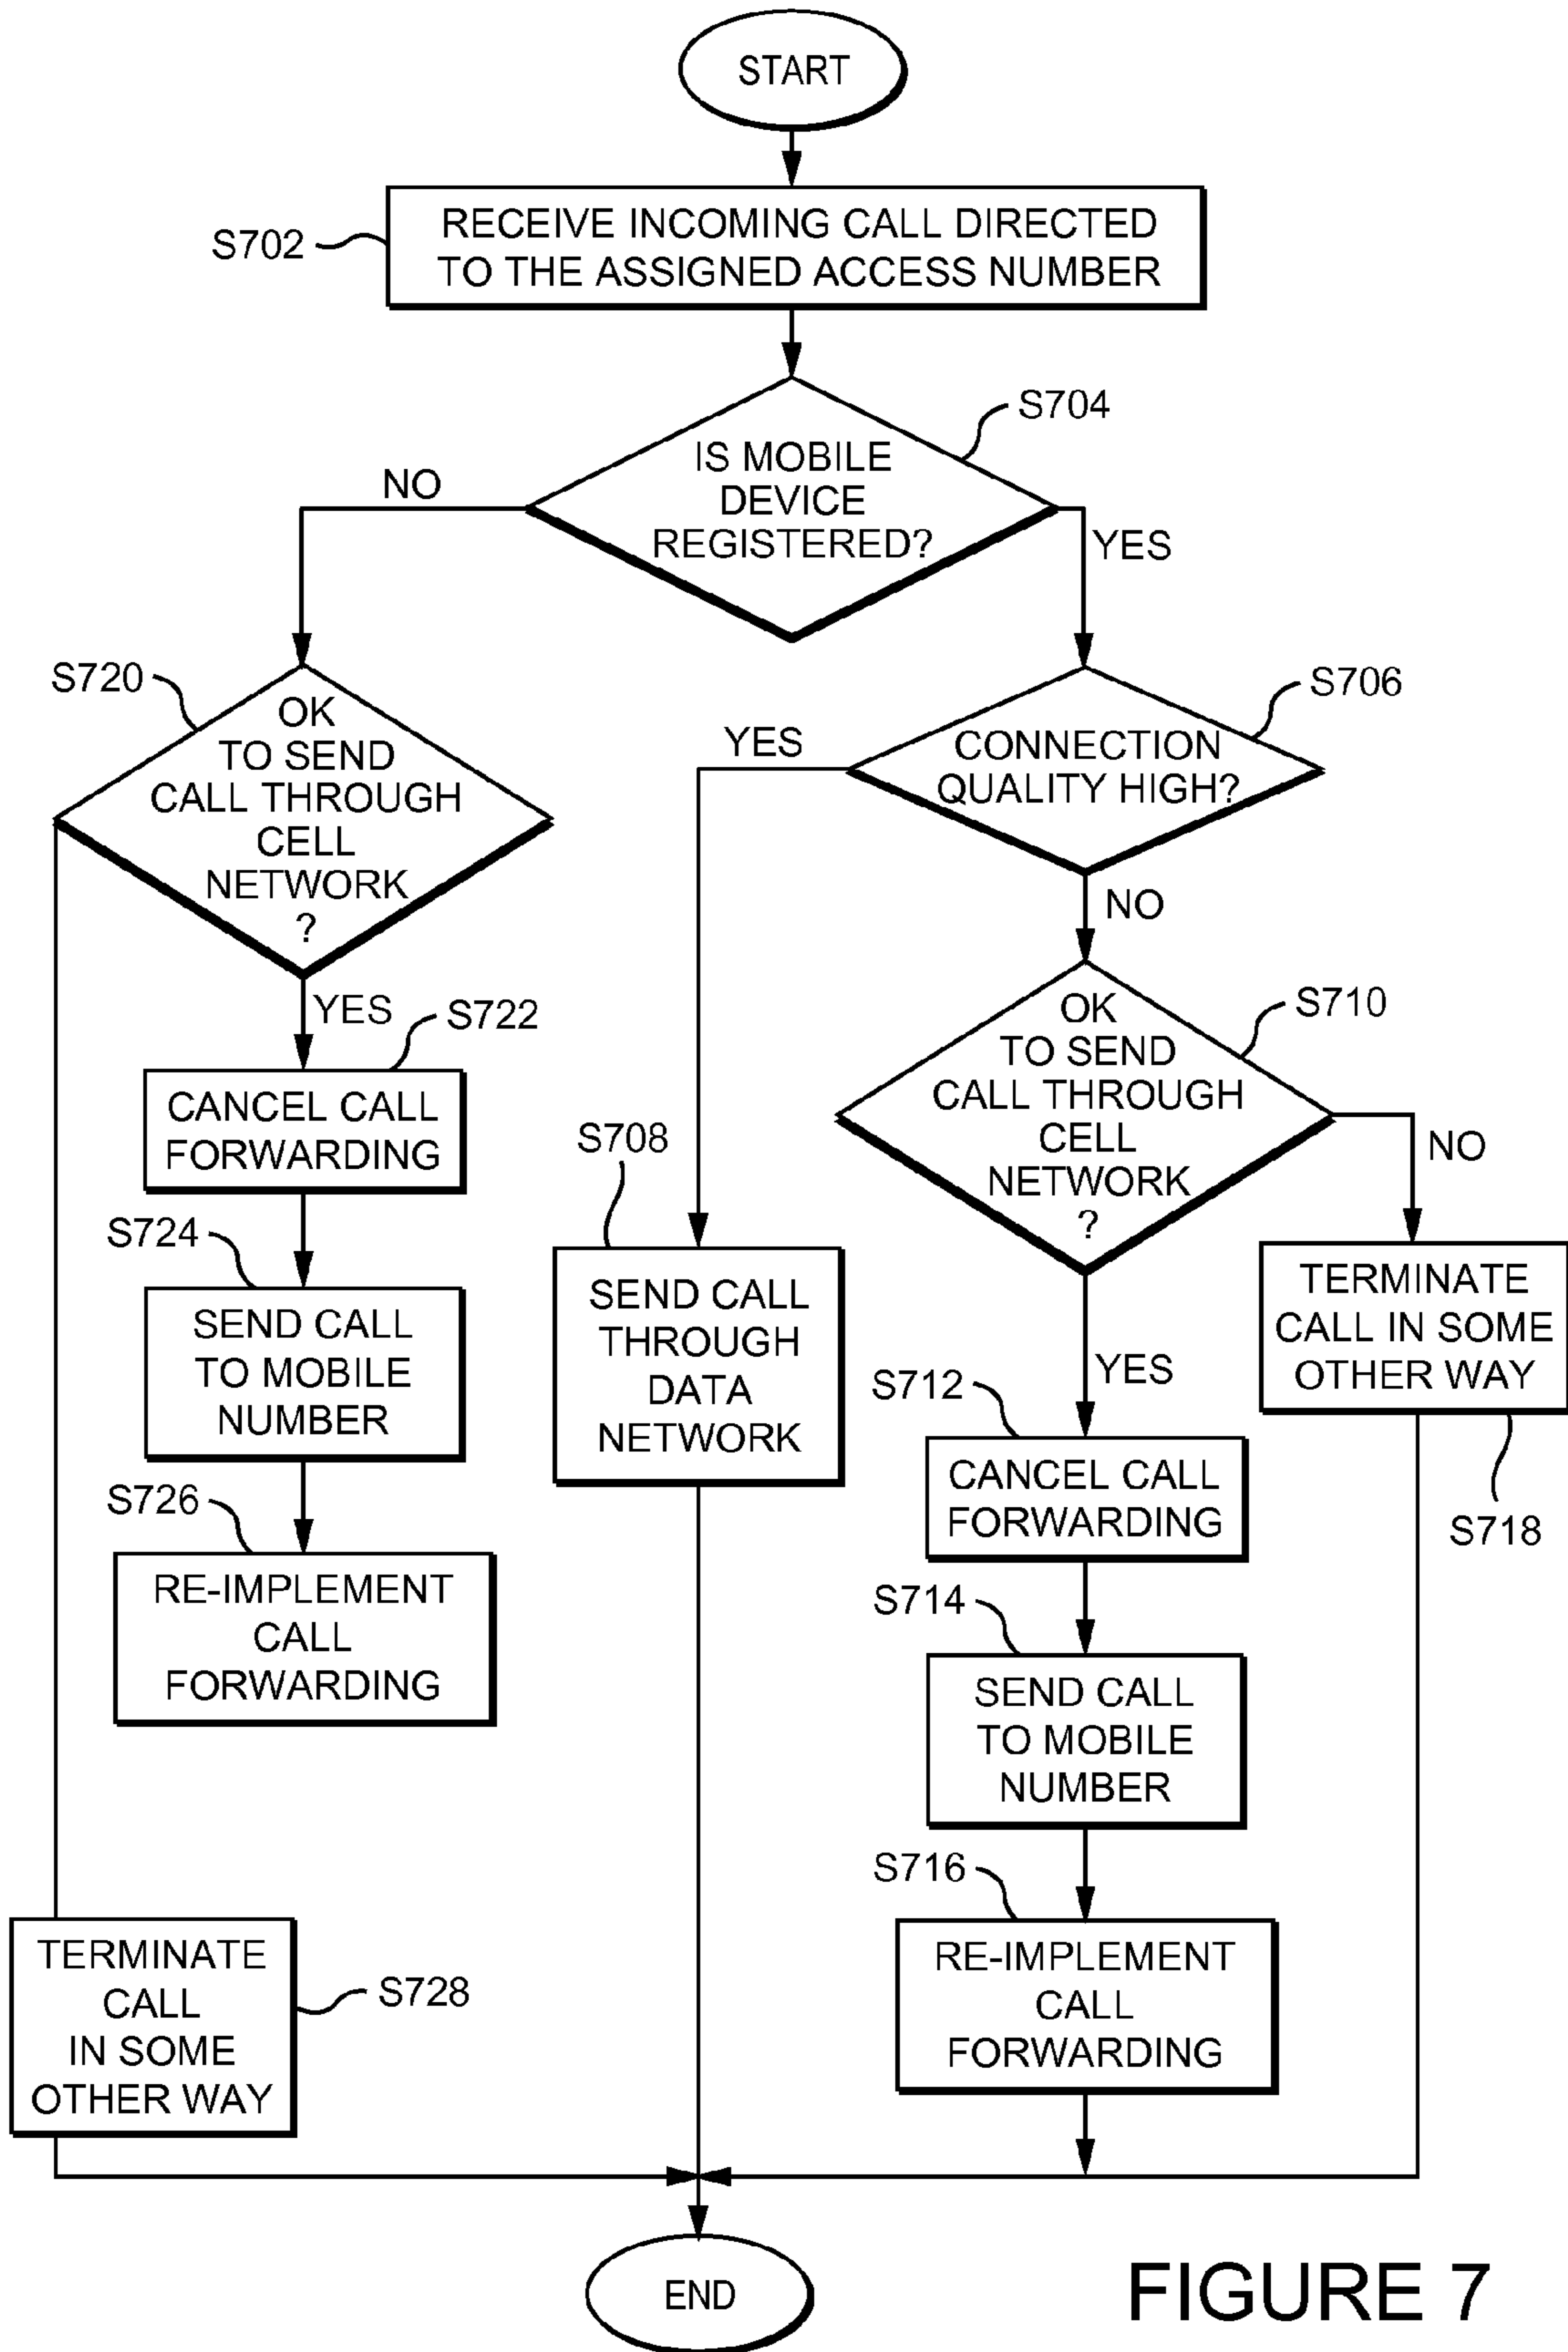 START
S702
RECEIVE INCOMING CALL DIRECTED
TO THE ASSIGNED ACCESS NUMBER
S704
IS MOBILE
DEVICE
REGISTERED?
NO
YES
S720
OK
TO SEND
CALL THROUGH
CELL
NETWORK
?
S706
CONNECTION
QUALITY HIGH?
YES
NO
YES
S722
CANCEL CALL
FORWARDING
S710
OK
TO SEND
CALL THROUGH
CELL
NETWORK
?
NO
S708
SEND CALL
THROUGH
DATA
NETWORK
S724
SEND CALL
TO MOBILE
NUMBER
TERMINATE
CALL IN SOME
OTHER WAY
S718
YES
S712
CANCEL CALL
FORWARDING
S726
RE-IMPLEMENT
CALL
FORWARDING
S714
SEND CALL
TO MOBILE
NUMBER
S716
RE-IMPLEMENT
CALL
FORWARDING
TERMINATE
CALL
IN SOME
OTHER WAY
S728
END
FIGURE 7